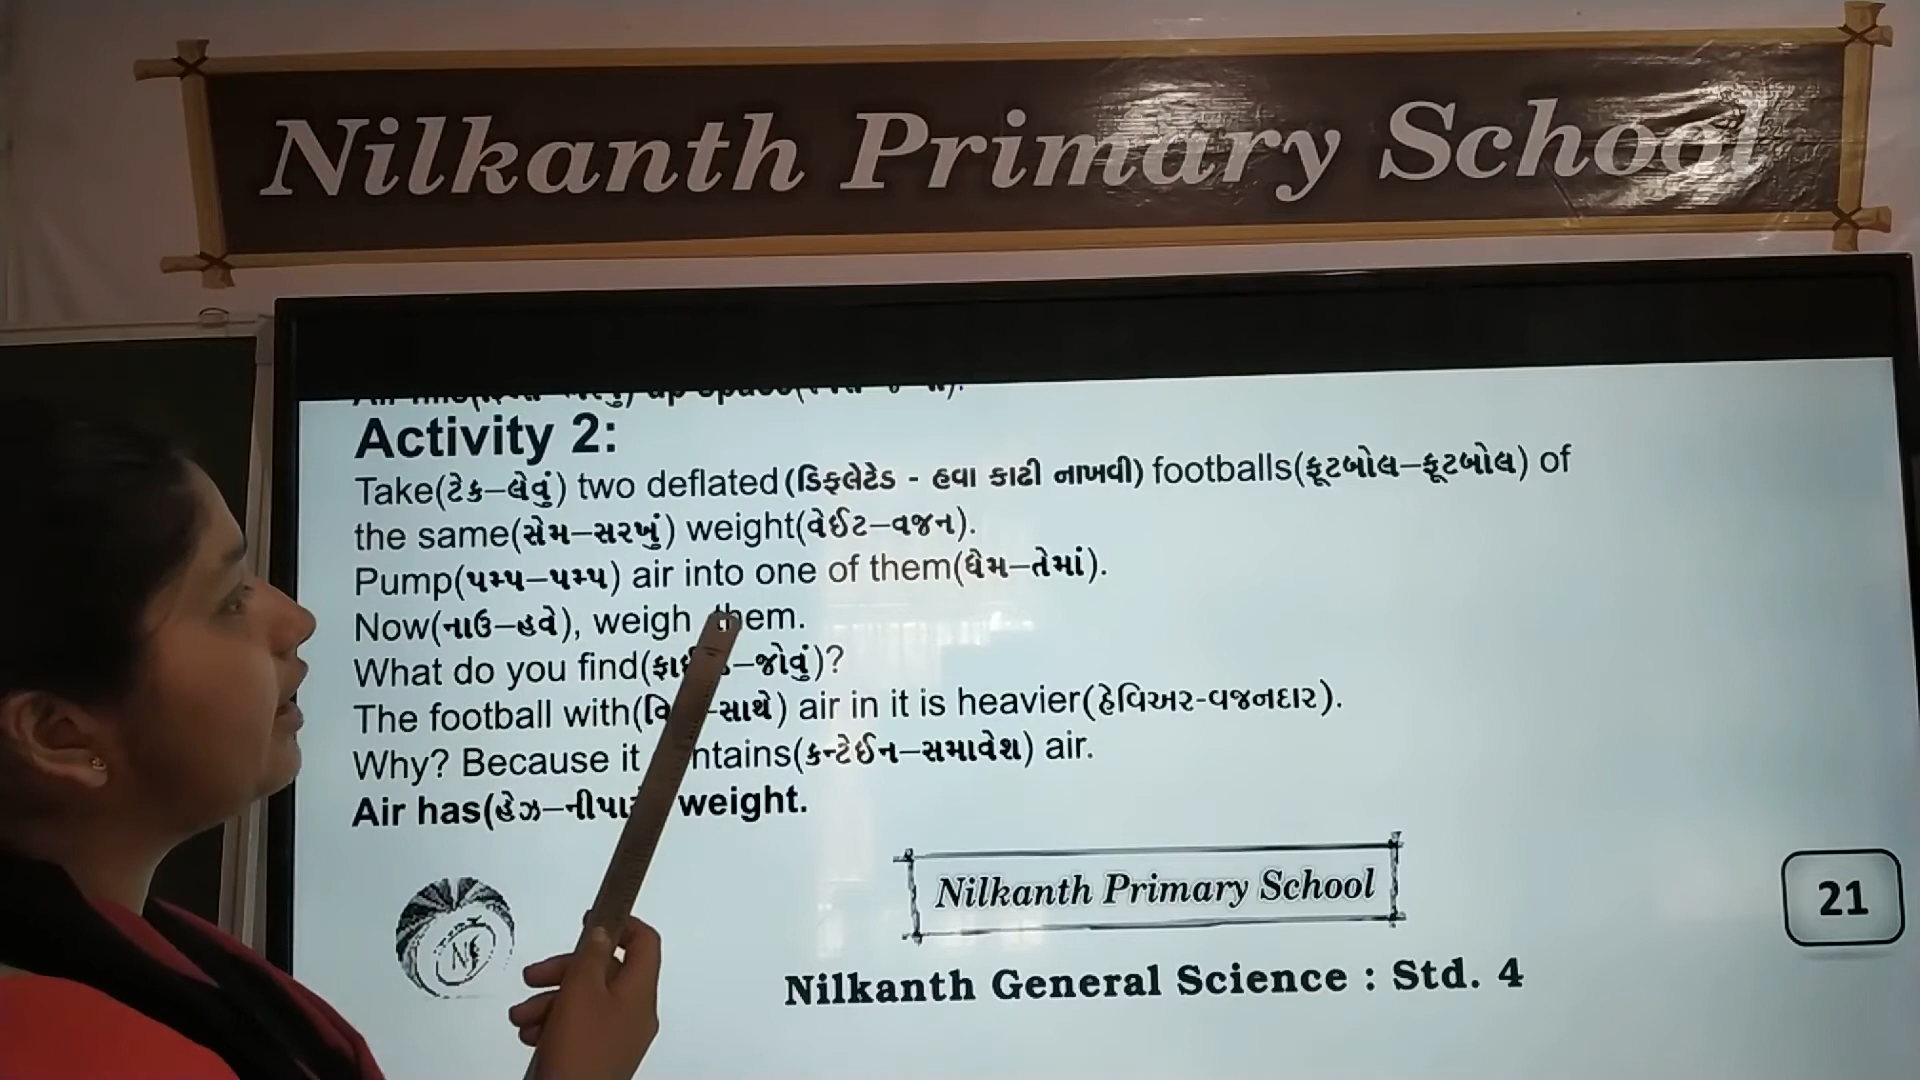 Nilkanth Primary School
Activity 2:
Take(ટેક–લેવું) two deflated (ડિફ્લેટેડ - હવા કાઢી નાખવી) footballs(ફૂટબોલ–ફૂટબોલ) of
the same(સેમ–સરખું) weight(વેઈટ–વજન).
Pump(પમ્પ–પમ્પ) air into one of them(ધેમ–તેમાં).
Now(નાઉ–હવે), weigh them.
What do you find( –જોવું)?
The football with( –સાથે) air in it is heavier(હેવિઅર-વજનદાર).
Why? Because it air.(કન્ટેઈન–સમાવેશ) air.
Air has(હેઝ– weight.
Nilkanth Primary School
21
Nilkanth General Science : Std. 4